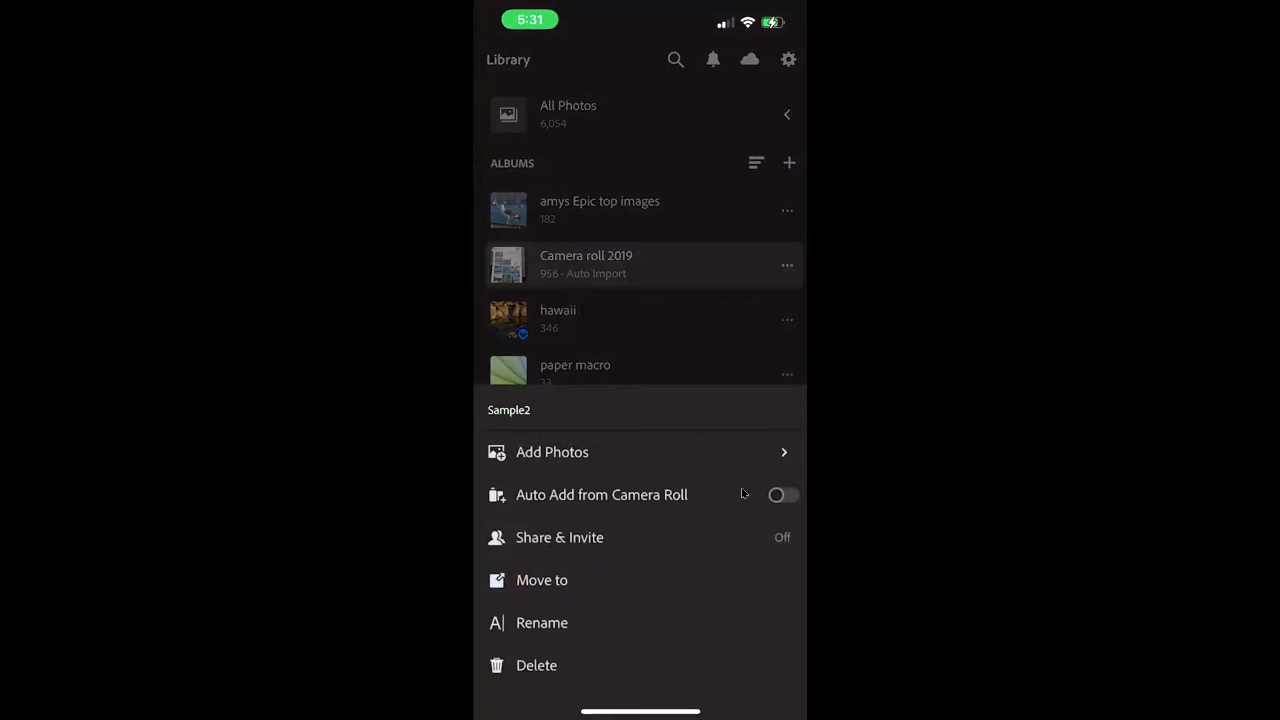 5:31
Library
All Photos
6,054
ALBUMS
amys Epic top images
182
Camera roll 2019
956 · Auto Import
hawaii
346
paper macro
33
Sample2
Add Photos
Auto Add from Camera Roll
Share & Invite Off
Move to
Rename
Delete